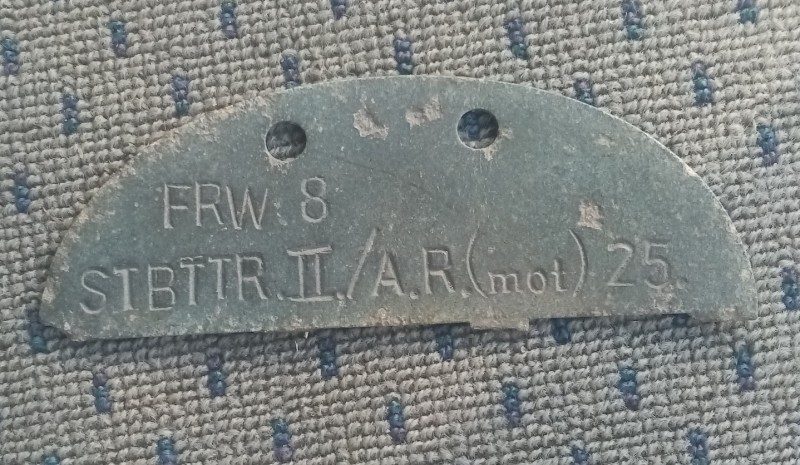 FRW. 8
STBTTR. II./A.R.(mot) 25.